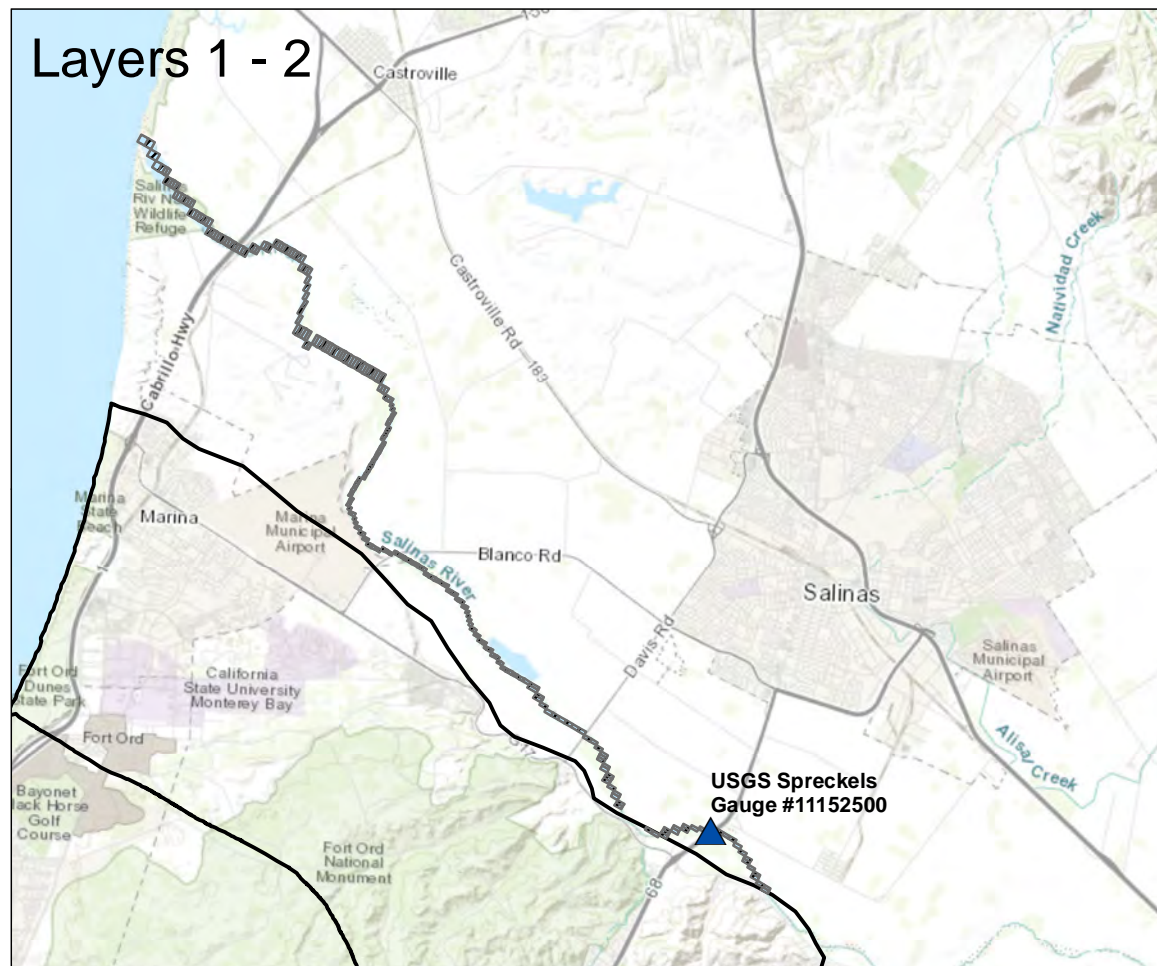 Layers 1 - 2
Castroville
Salinas
Riv N
Wildlife
Refuge
Natividad Creek
Castroville Rd
183
Cabrillo Hwy
Marina
State
Beach
Marina
Marina
Municipal
Airport
Salinas River
Blanco Rd
Salinas
Davis Rd
Salinas
Municipal
Airport
Fort Ord
Dunes
State Park
California
State University
Monterey Bay
Fort Ord
Alisal Creek
USGS Spreckels
Gauge #11152500
Bayonet
lack Horse
Golf
Course
Fort Ord
National
Monument
68